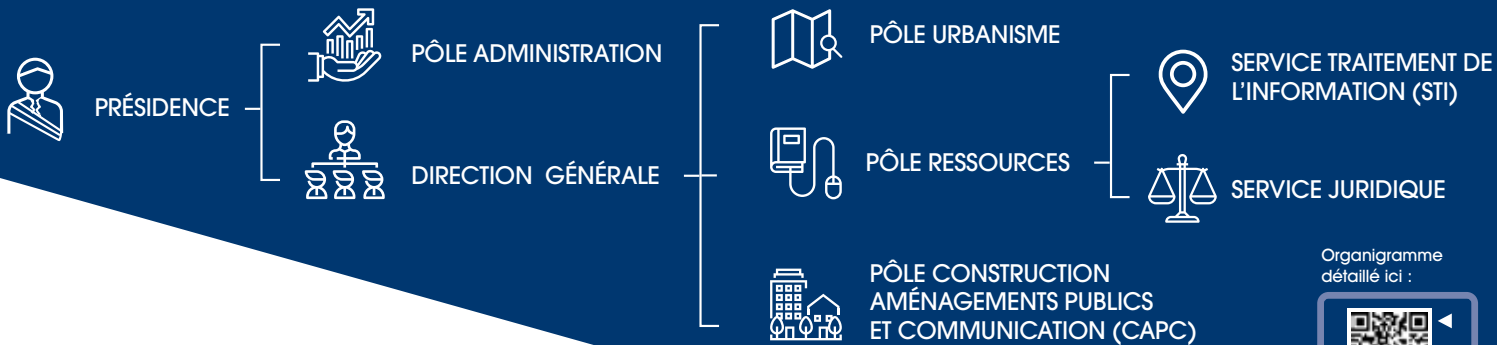 PRÉSIDENCE
PÔLE ADMINISTRATION
DIRECTION GÉNÉRALE
PÔLE URBANISME
PÔLE RESSOURCES
PÔLE CONSTRUCTION
AMÉNAGEMENTS PUBLICS
ET COMMUNICATION (CAPC)
SERVICE TRAITEMENT DE
L'INFORMATION (STI)
SERVICE JURIDIQUE
Organigramme
détaillé ici :